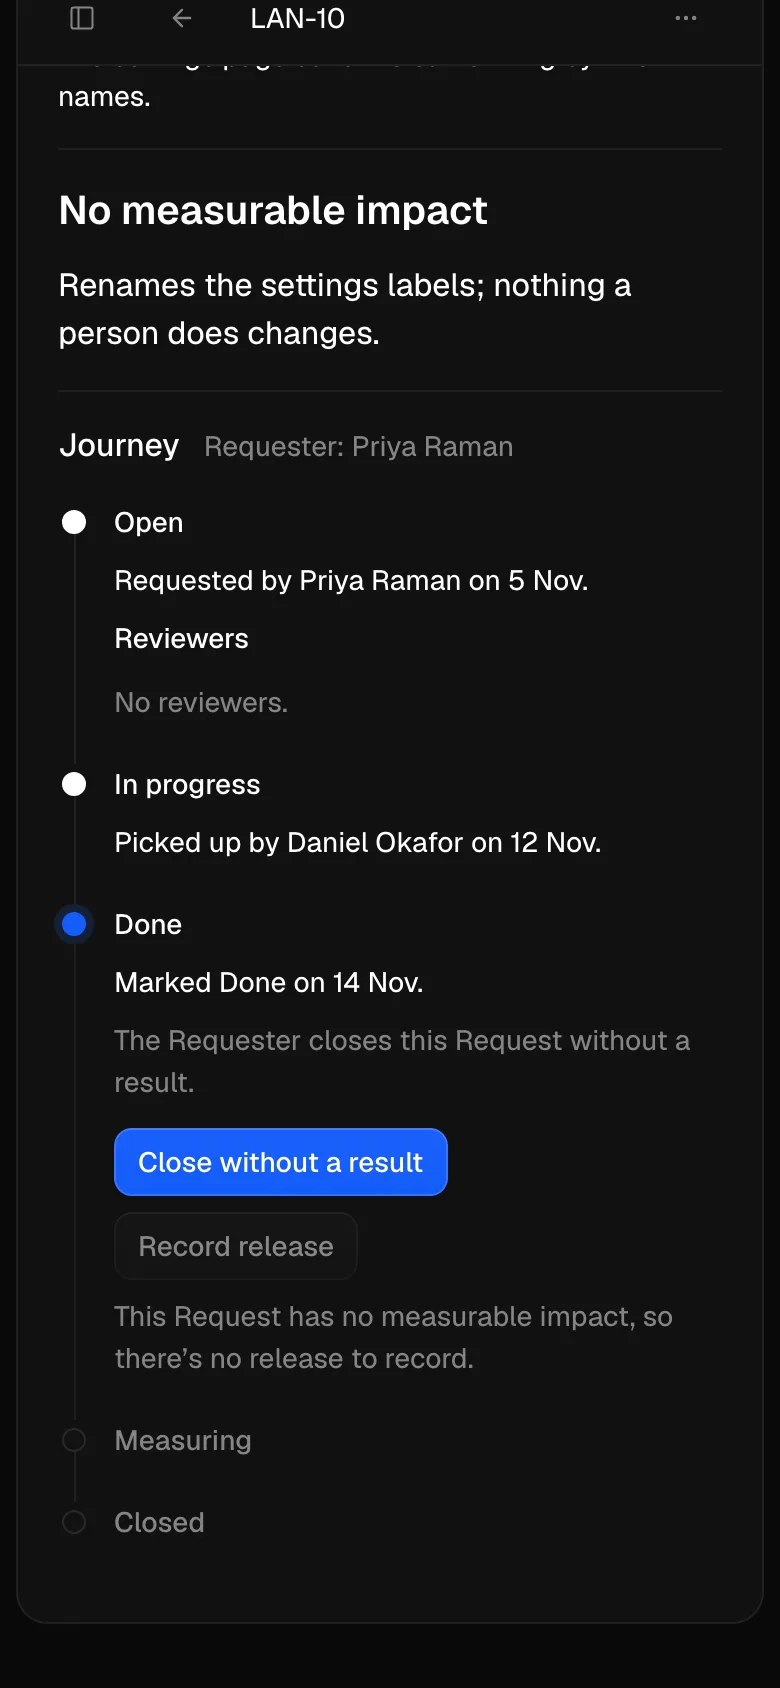 LAN-10
names.
No measurable impact
Renames the settings labels; nothing a
person does changes.
Journey Requester: Priya Raman
Open
Requested by Priya Raman on 5 Nov.
Reviewers
No reviewers.
In progress
Picked up by Daniel Okafor on 12 Nov.
Done
Marked Done on 14 Nov.
The Requester closes this Request without a
result.
Close without a result
Record release
This Request has no measurable impact, so
there’s no release to record.
Measuring
Closed